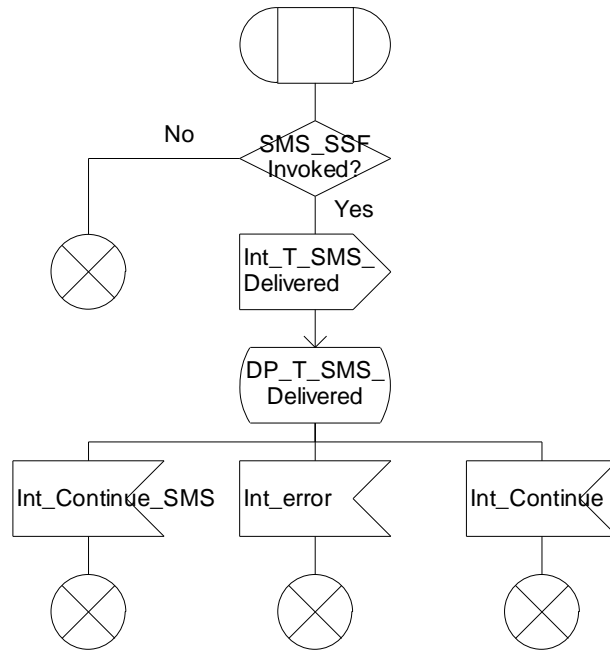 No
SMS_SSF
Invoked?
Yes
Int_T_SMS_
Delivered
DP_T_SMS_
Delivered
Int_Continue_SMS
Int_error
Int_Continue